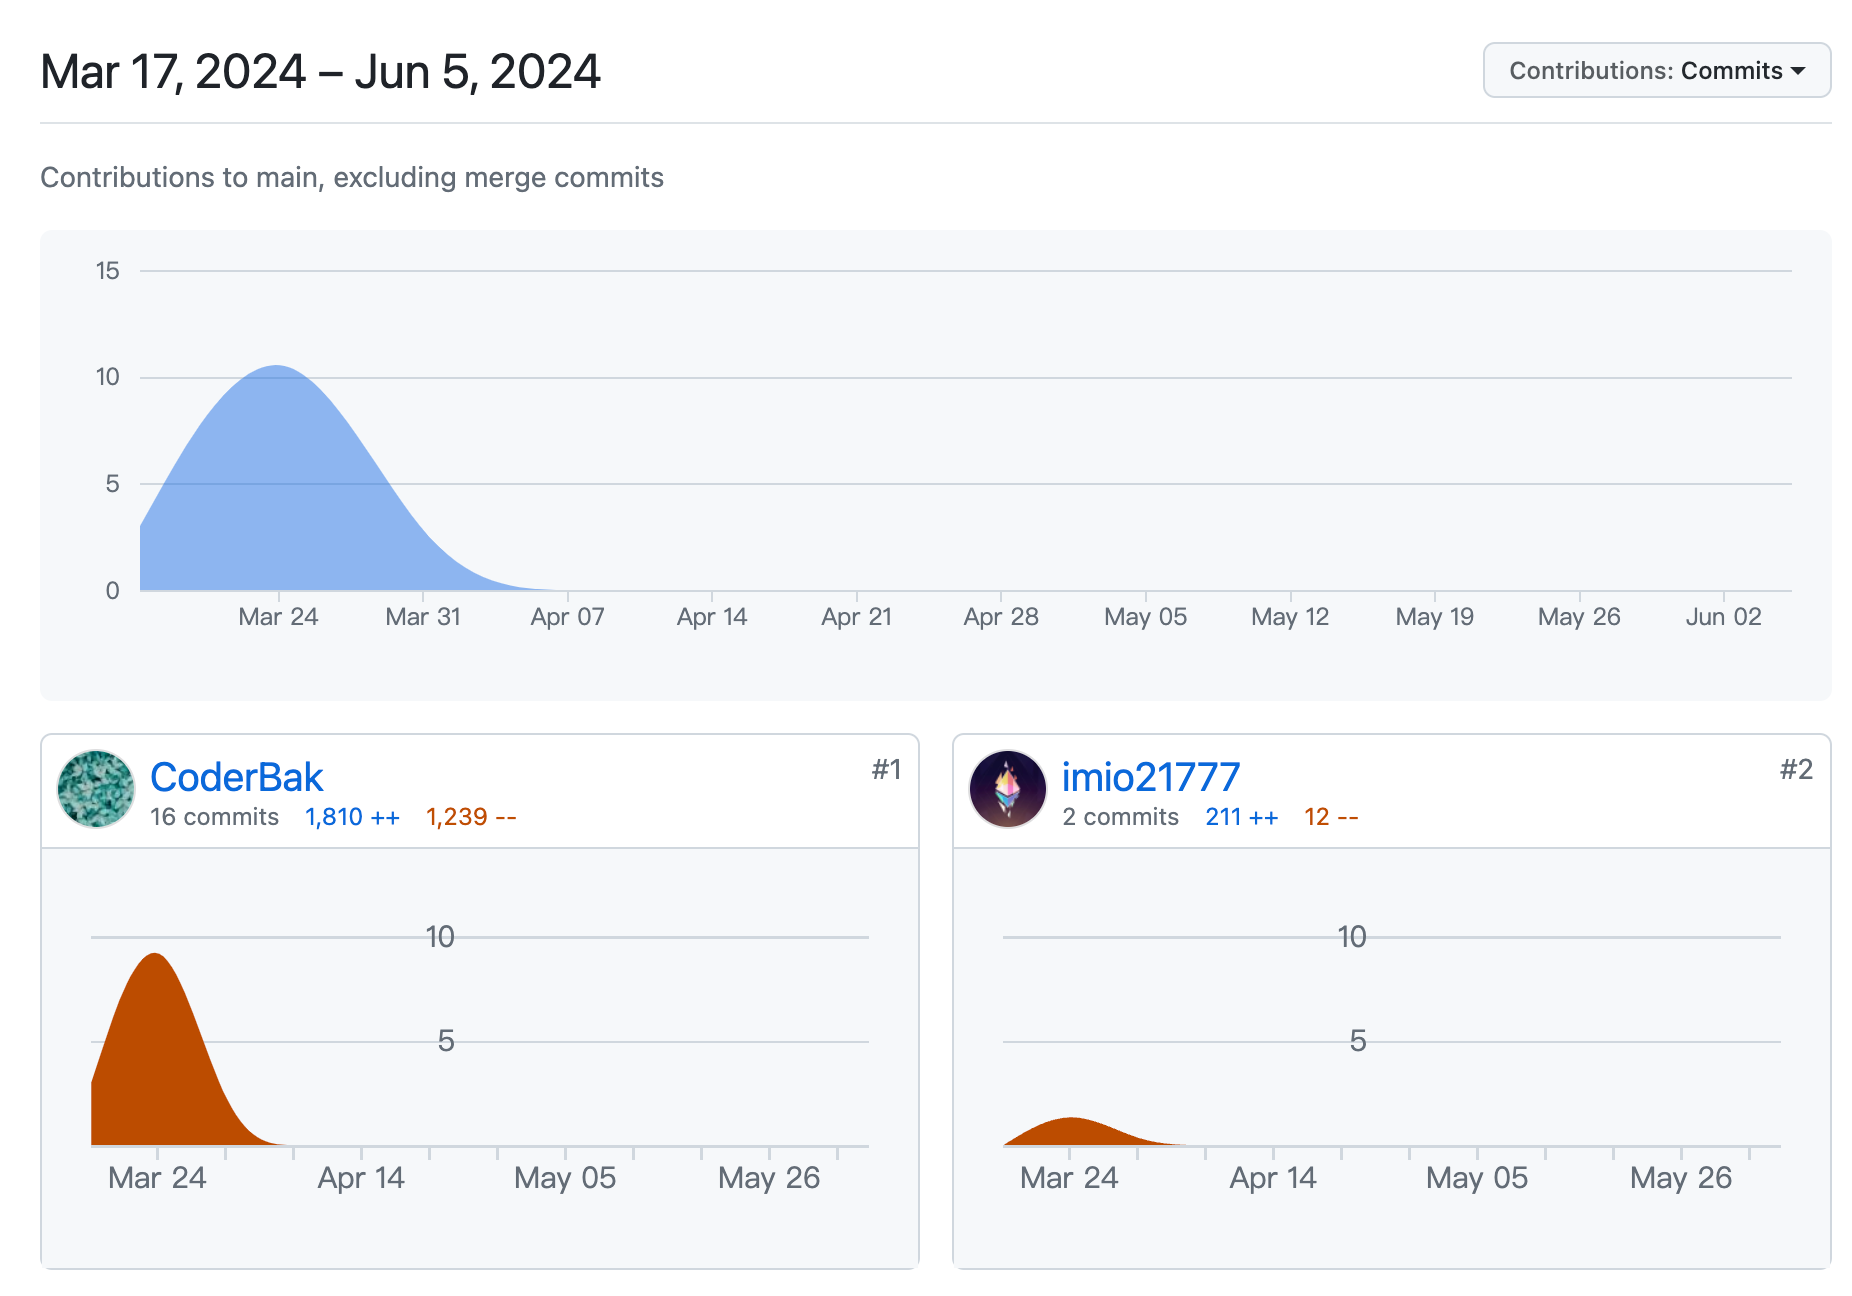 Mar 17, 2024 – Jun 5, 2024
Contributions: Commits
Contributions to main, excluding merge commits
15
10
5
0
Mar 24 Mar 31 Apr 07 Apr 14 Apr 21 Apr 28 May 05 May 12 May 19 May 26 Jun 02
CoderBak
#1
16 commits 1,810 ++ 1,239 --
10
5
Mar 24 Apr 14 May 05 May 26
imio21777
#2
2 commits 211 ++ 12 --
10
5
Mar 24 Apr 14 May 05 May 26